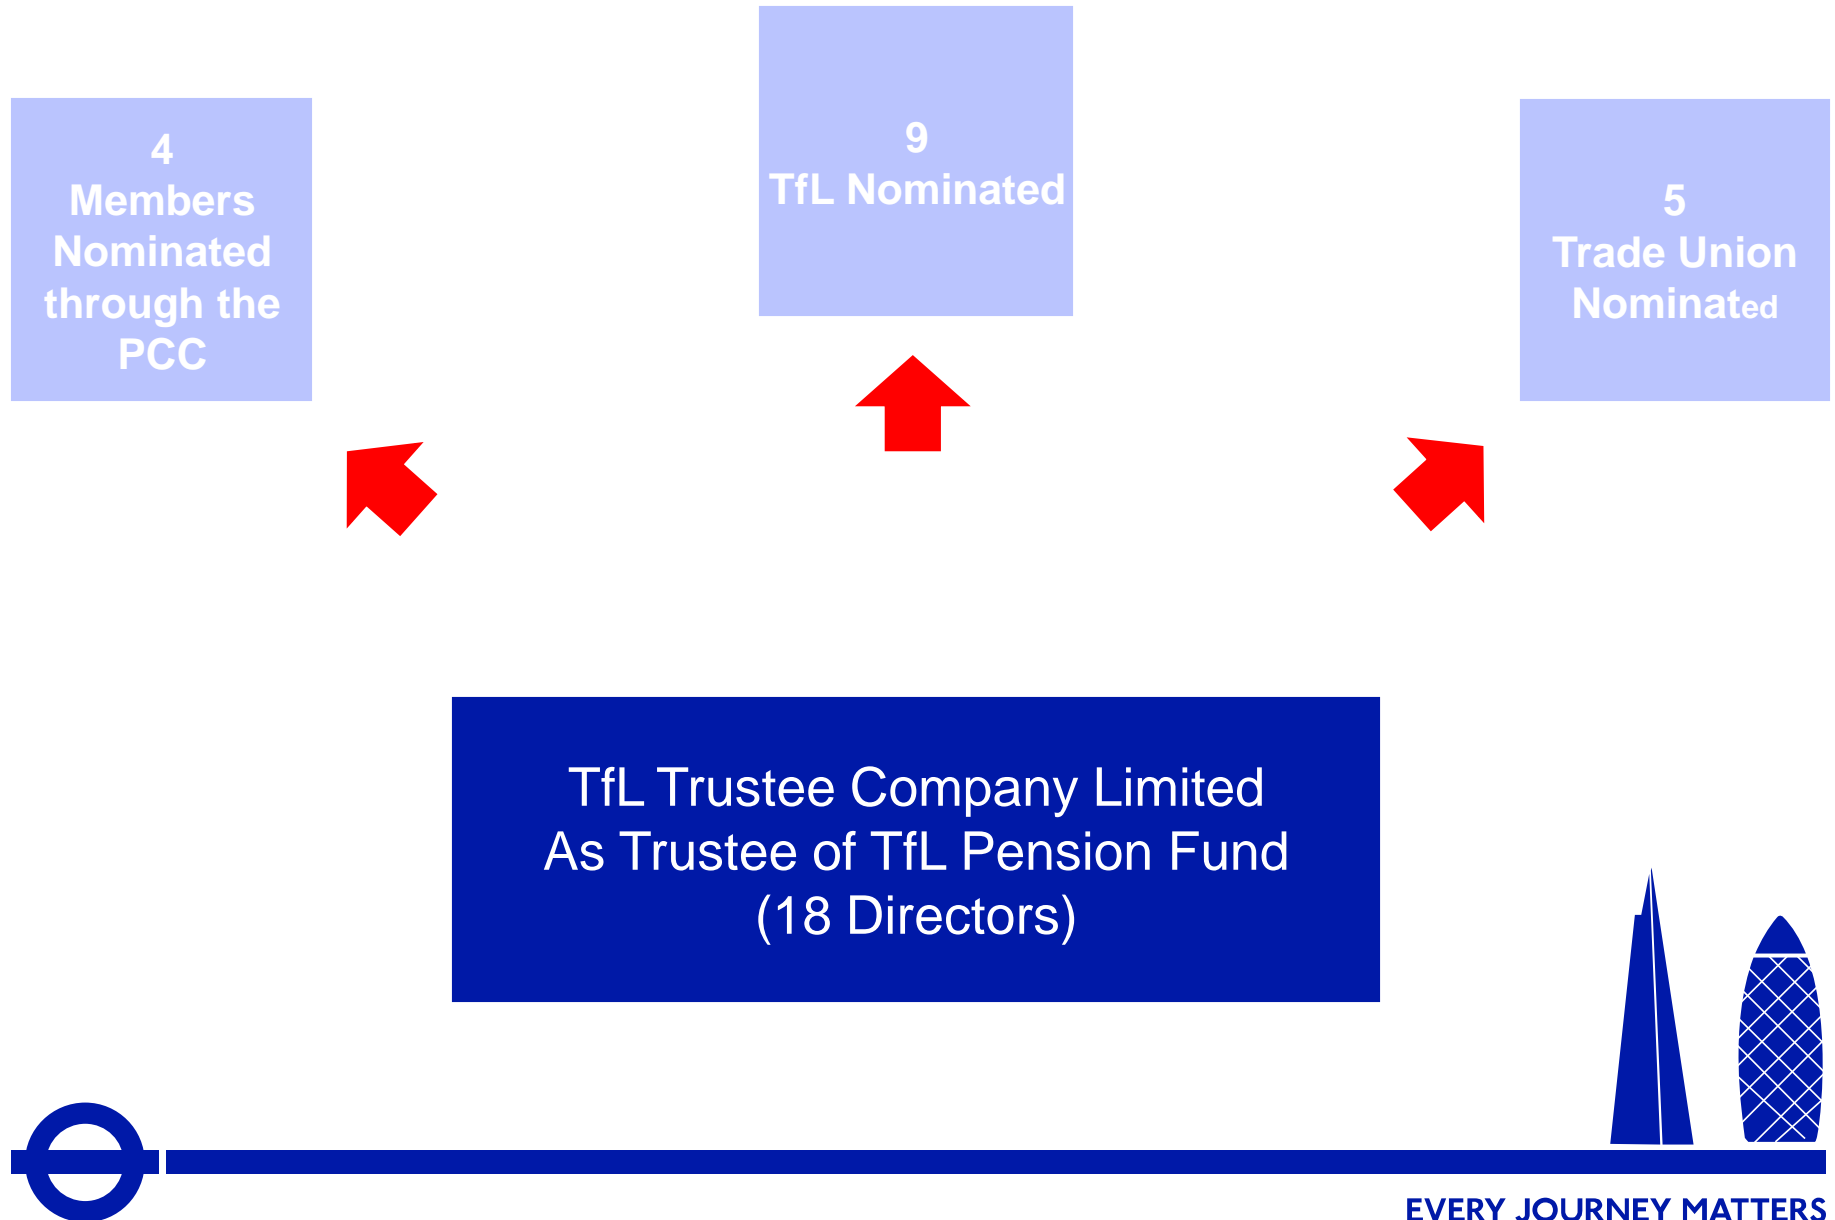 4
Members
Nominated
through the
PCC
9
TfL Nominated
5
Trade Union
Nominated
TfL Trustee Company Limited
As Trustee of TfL Pension Fund
(18 Directors)
EVERY JOURNEY MATTERS